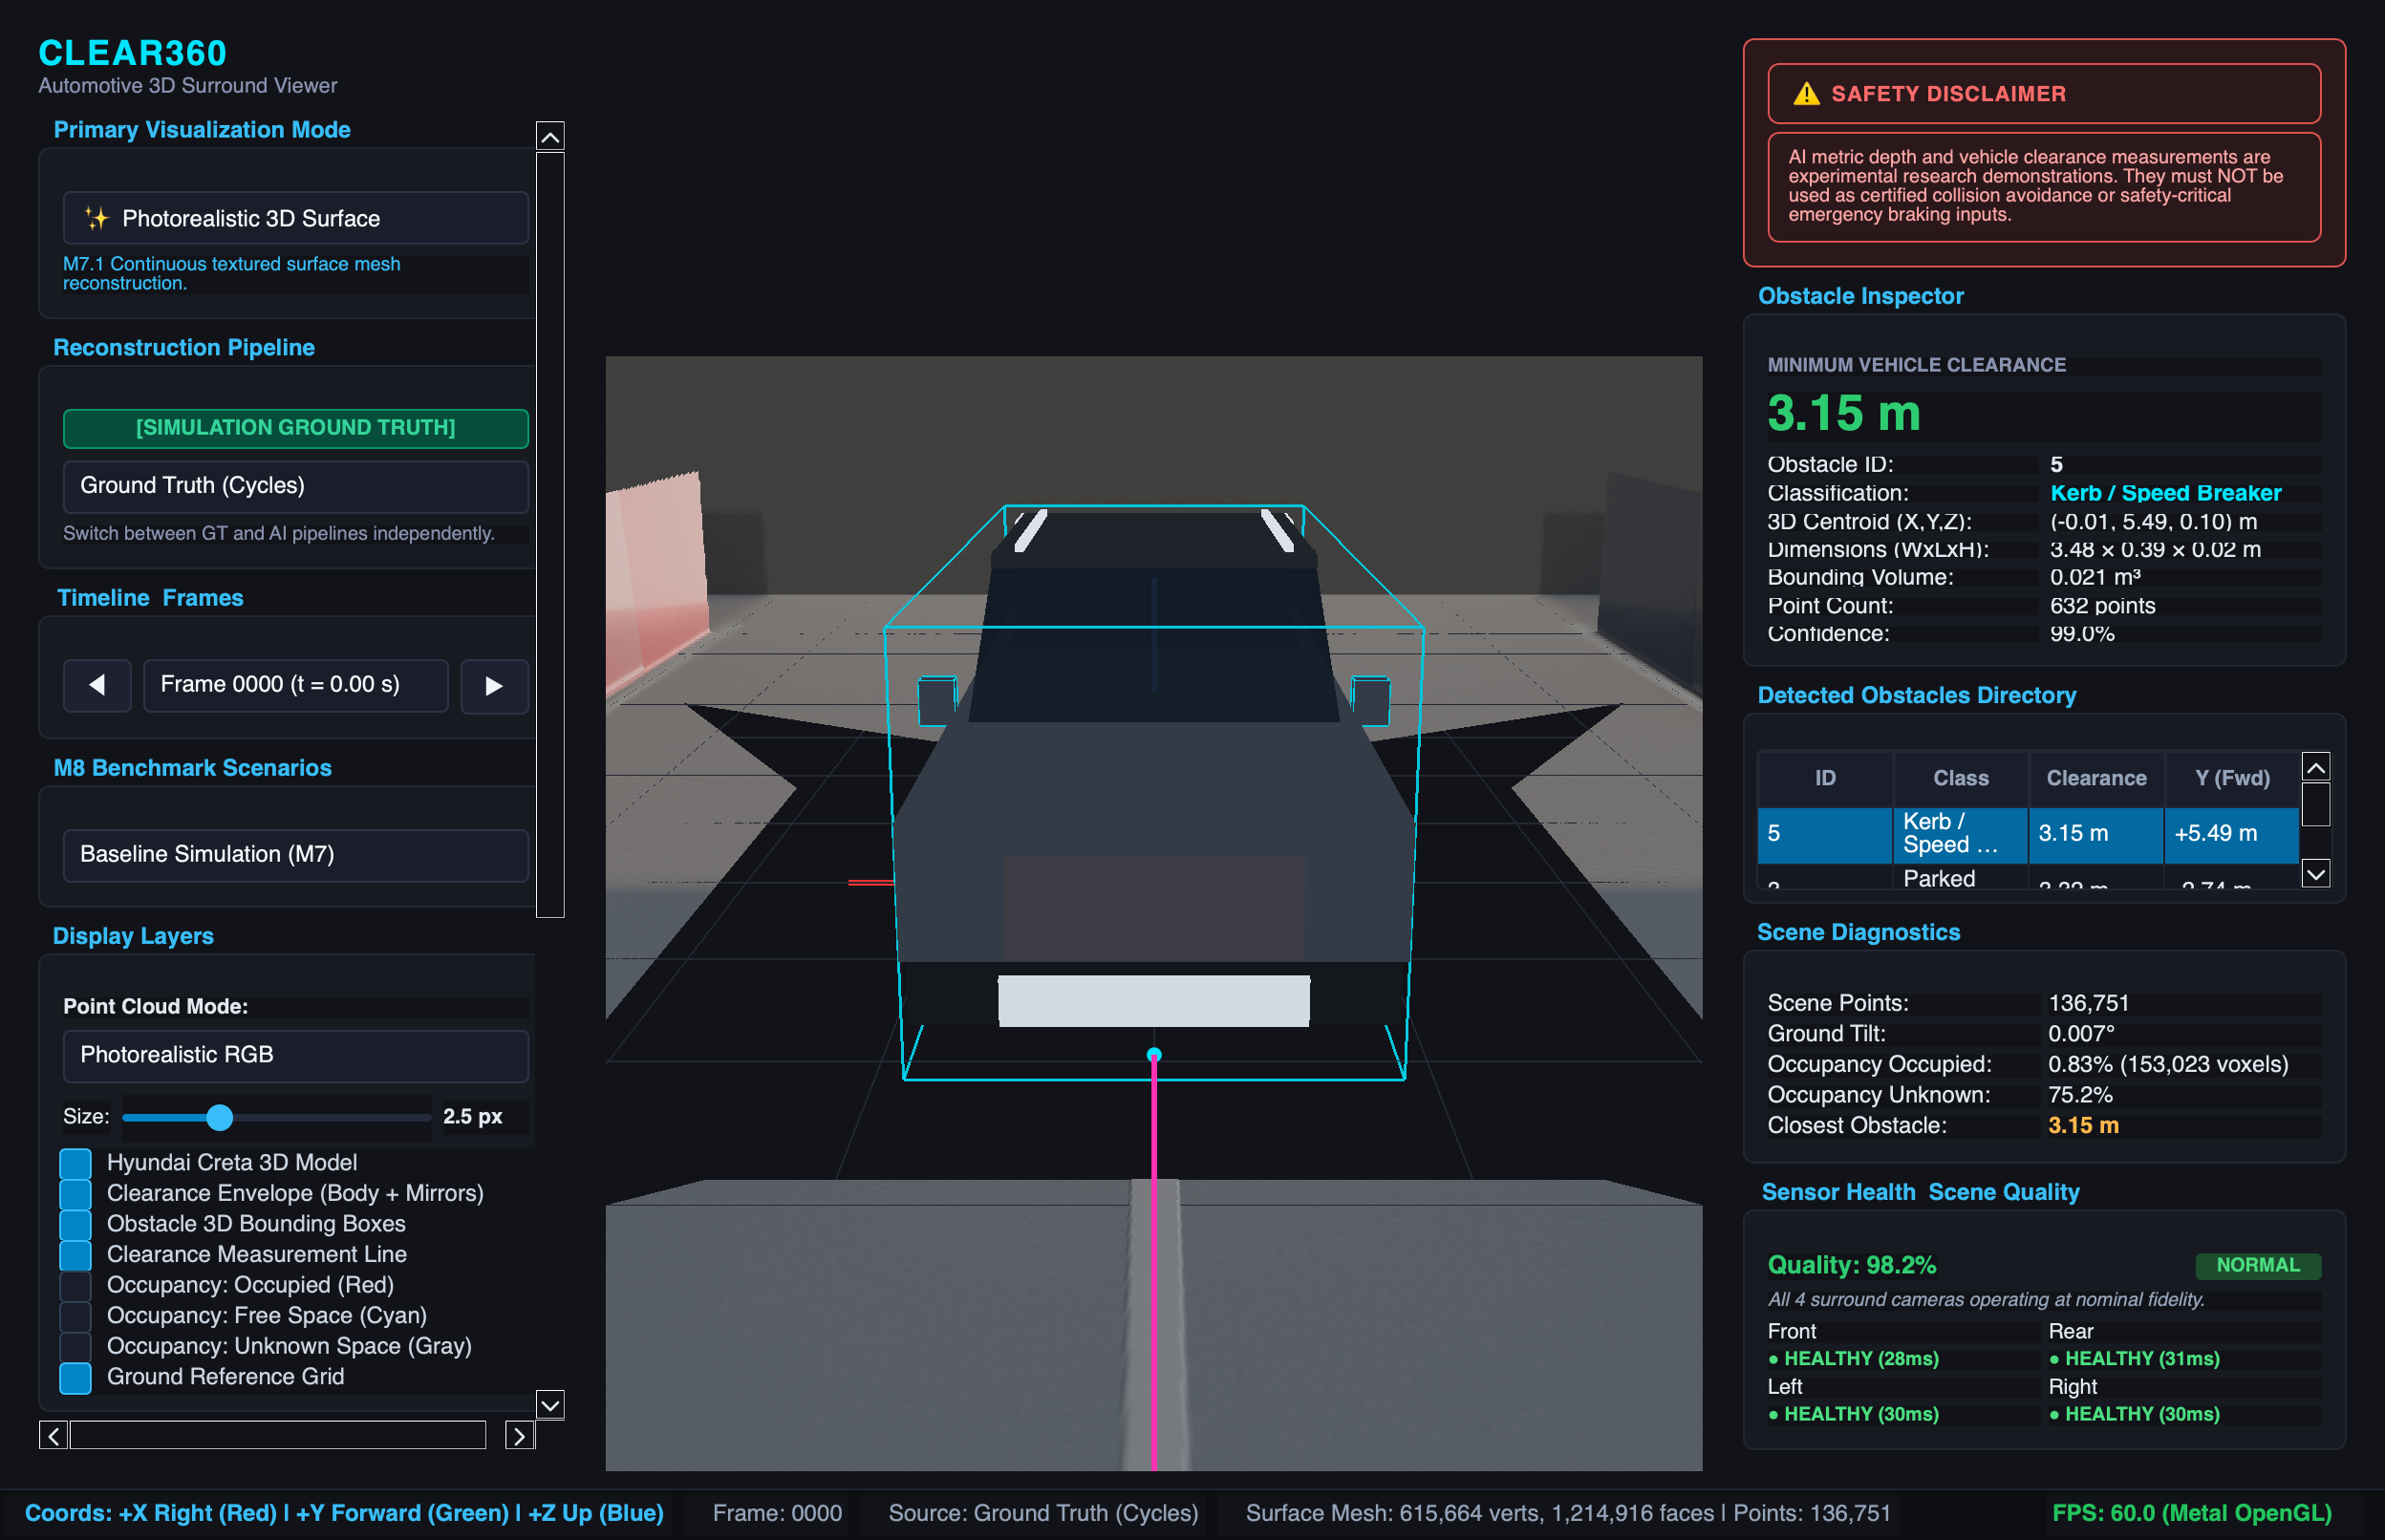 CLEAR360
Automotive 3D Surround Viewer
Primary Visualization Mode
✨ Photorealistic 3D Surface
M7.1 Continuous textured surface mesh
reconstruction.
Reconstruction Pipeline
[SIMULATION GROUND TRUTH]
Ground Truth (Cycles)
Switch between GT and AI pipelines independently.
Timeline  Frames
Frame 0000 (t = 0.00 s)
M8 Benchmark Scenarios
Baseline Simulation (M7)
Display Layers
Point Cloud Mode:
Photorealistic RGB
Size: 2.5 px
Hyundai Creta 3D Model
Clearance Envelope (Body + Mirrors)
Obstacle 3D Bounding Boxes
Clearance Measurement Line
Occupancy: Occupied (Red)
Occupancy: Free Space (Cyan)
Occupancy: Unknown Space (Gray)
Ground Reference Grid
⚠️ SAFETY DISCLAIMER
AI metric depth and vehicle clearance measurements are
experimental research demonstrations. They must NOT be
used as certified collision avoidance or safety-critical
emergency braking inputs.
Obstacle Inspector
MINIMUM VEHICLE CLEARANCE
3.15 m
Obstacle ID: 5
Classification: Kerb / Speed Breaker
3D Centroid (X,Y,Z): (-0.01, 5.49, 0.10) m
Dimensions (WxLxH): 3.48 × 0.39 × 0.02 m
Bounding Volume: 0.021 m³
Point Count: 632 points
Confidence: 99.0%
Detected Obstacles Directory
ID Class Clearance Y (Fwd)
5 Kerb / Speed … 3.15 m +5.49 m
Parked
Scene Diagnostics
Scene Points: 136,751
Ground Tilt: 0.007°
Occupancy Occupied: 0.83% (153,023 voxels)
Occupancy Unknown: 75.2%
Closest Obstacle: 3.15 m
Sensor Health  Scene Quality
Quality: 98.2% NORMAL
All 4 surround cameras operating at nominal fidelity.
Front Rear
● HEALTHY (28ms) ● HEALTHY (31ms)
Left Right
● HEALTHY (30ms) ● HEALTHY (30ms)
Coords: +X Right (Red) | +Y Forward (Green) | +Z Up (Blue) Frame: 0000 Source: Ground Truth (Cycles) Surface Mesh: 615,664 verts, 1,214,916 faces | Points: 136,751 FPS: 60.0 (Metal OpenGL)